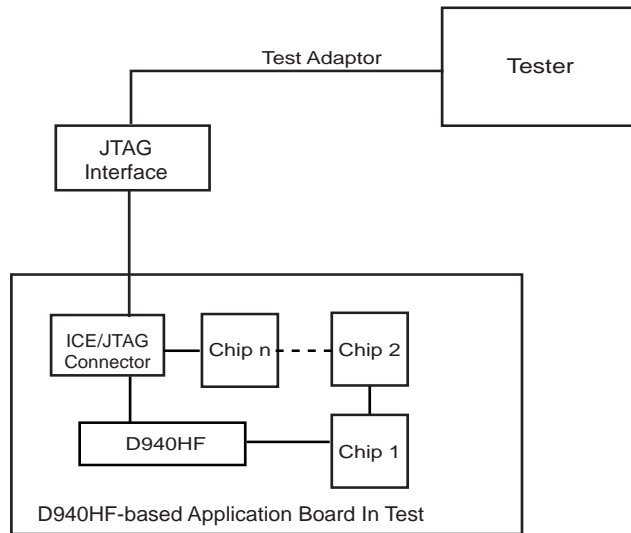 Test Adaptor
Tester
JTAG
Interface
ICE/JTAG
Connector
Chip n
Chip 2
D940HF
Chip 1
D940HF-based Application Board In Test